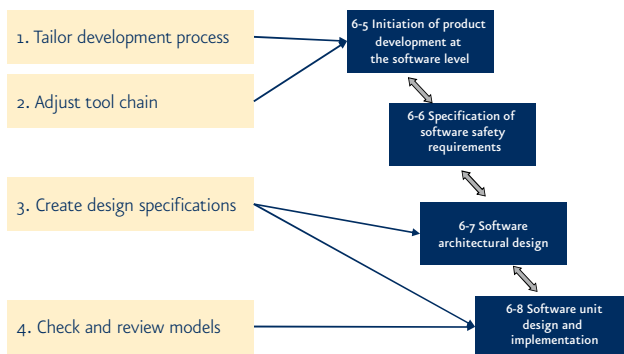 1. Tailor development process
2. Adjust tool chain
3. Create design specifications
4. Check and review models
6-5 Initiation of product
development at
the software level
6-6 Specification of
software safety
requirements
6-7 Software
architectural design
6-8 Software unit
design and
implementation